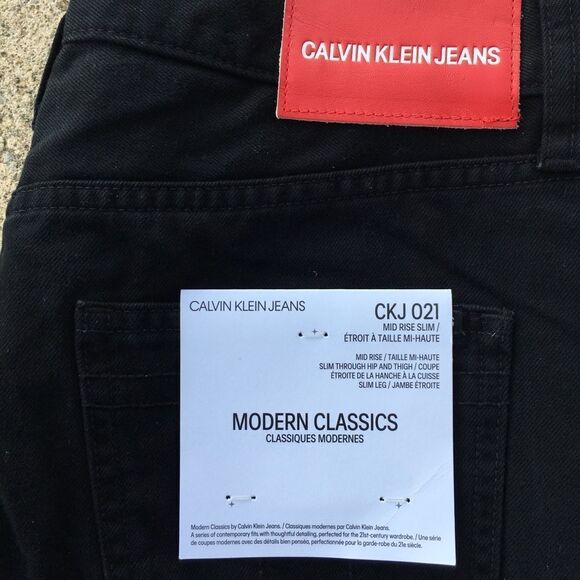 CALVIN KLEIN JEANS
CALVIN KLEIN JEANS
CKJ 021
MID RISE SLIM /
ÉTROIT À TAILLE MI-HAUTE
MID RISE / TAILLE MI-HAUTE
SLIM THROUGH HIP AND THIGH / COUPE
ÉTROITE DE LA HANCHE À LA CUISSE
SLIM LEG / JAMBE ÉTROITE
MODERN CLASSICS
CLASSIQUES MODERNES
Modern Classics by Calvin Klein Jeans. / Classiques modernes par Calvin Klein Jeans.
A series of contemporary fits with thoughtful detailing, perfected for the 21st-century wardrobe. / Une série
de coupes modernes avec des détails bien pensés, perfectionnée pour la garde-robe du 21e siècle.